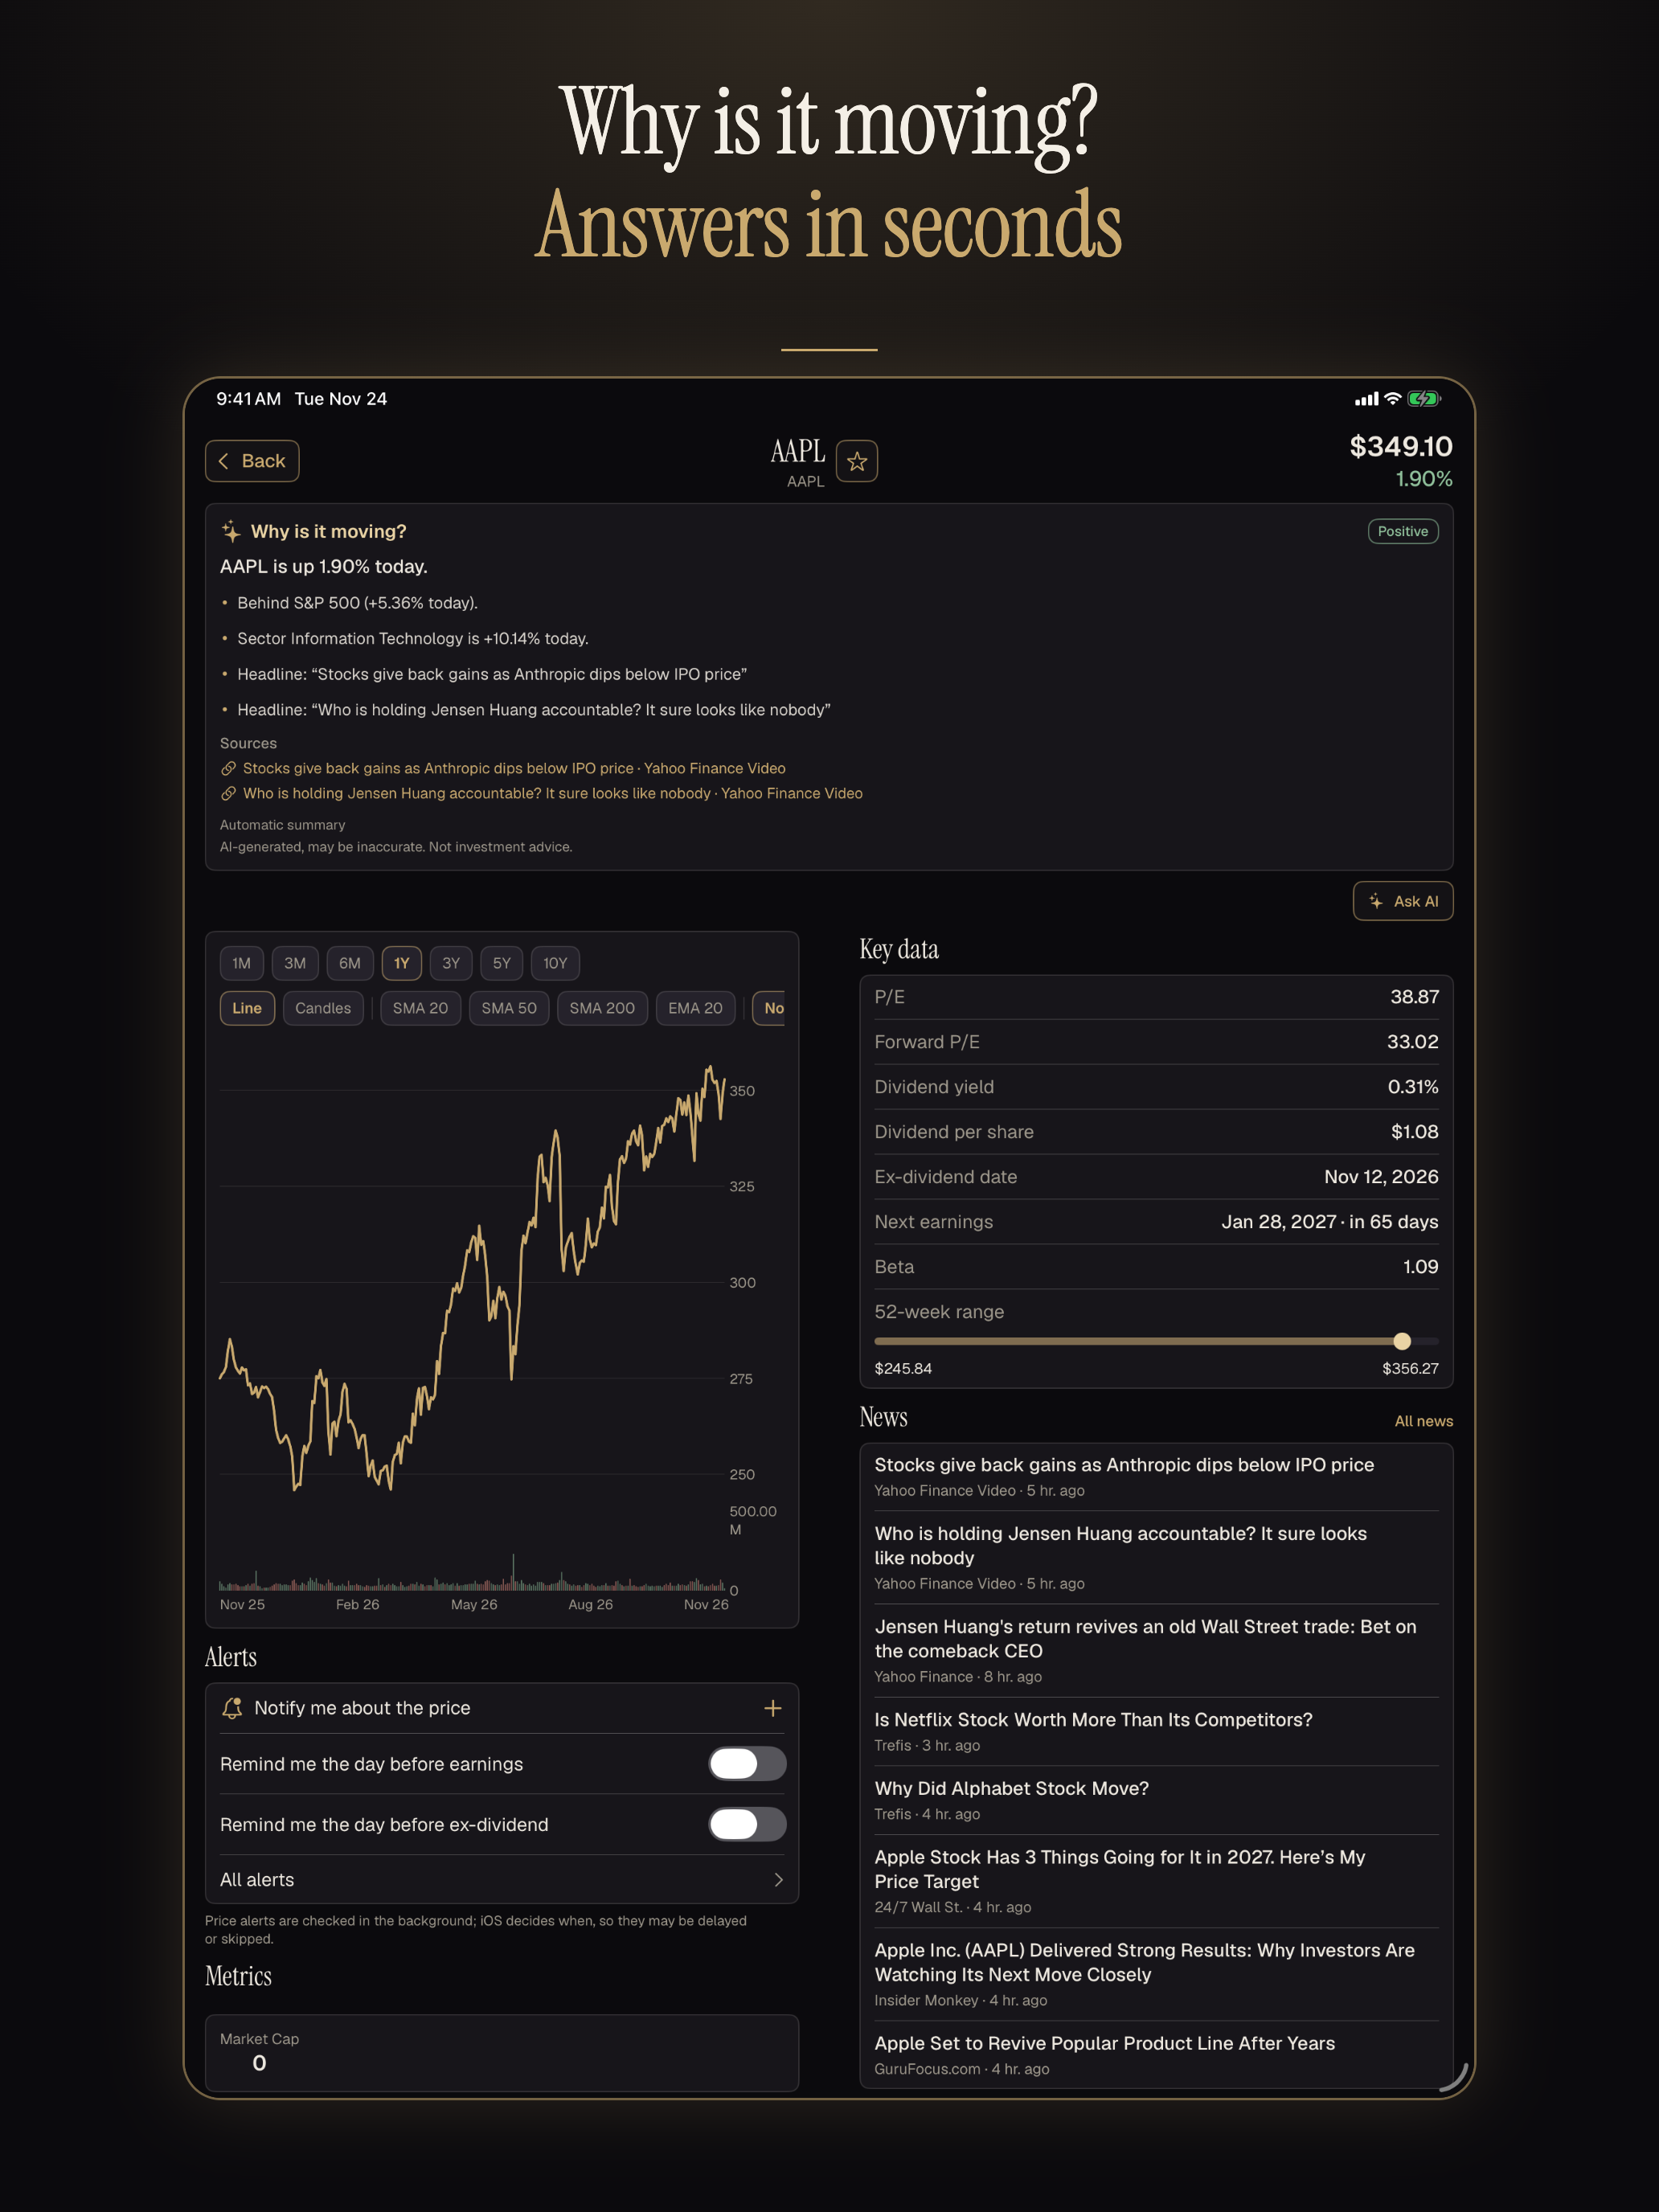 Why is it moving?
Answers in seconds
9:41 AM Tue Nov 24
Back
AAPL
AAPL
$349.10
1.90%
Why is it moving?
Positive
AAPL is up 1.90% today.
• Behind S&P 500 (+5.36% today).
• Sector Information Technology is +10.14% today.
• Headline: “Stocks give back gains as Anthropic dips below IPO price”
• Headline: “Who is holding Jensen Huang accountable? It sure looks like nobody”
Sources
Stocks give back gains as Anthropic dips below IPO price · Yahoo Finance Video
Who is holding Jensen Huang accountable? It sure looks like nobody · Yahoo Finance Video
Automatic summary
AI-generated, may be inaccurate. Not investment advice.
Ask AI
1M 3M 6M 1Y 3Y 5Y 10Y
Line Candles SMA 20 SMA 50 SMA 200 EMA 20 No
350
325
300
275
250
500.00
M
0
Nov 25 Feb 26 May 26 Aug 26 Nov 26
Alerts
Notify me about the price
Remind me the day before earnings
Remind me the day before ex-dividend
All alerts
Price alerts are checked in the background; iOS decides when, so they may be delayed
or skipped.
Metrics
Market Cap
0
Key data
P/E 38.87
Forward P/E 33.02
Dividend yield 0.31%
Dividend per share $1.08
Ex-dividend date Nov 12, 2026
Next earnings Jan 28, 2027 · in 65 days
Beta 1.09
52-week range
$245.84 $356.27
News All news
Stocks give back gains as Anthropic dips below IPO price
Yahoo Finance Video · 5 hr. ago
Who is holding Jensen Huang accountable? It sure looks
like nobody
Yahoo Finance Video · 5 hr. ago
Jensen Huang's return revives an old Wall Street trade: Bet on
the comeback CEO
Yahoo Finance · 8 hr. ago
Is Netflix Stock Worth More Than Its Competitors?
Trefis · 3 hr. ago
Why Did Alphabet Stock Move?
Trefis · 4 hr. ago
Apple Stock Has 3 Things Going for It in 2027. Here’s My
Price Target
24/7 Wall St. · 4 hr. ago
Apple Inc. (AAPL) Delivered Strong Results: Why Investors Are
Watching Its Next Move Closely
Insider Monkey · 4 hr. ago
Apple Set to Revive Popular Product Line After Years
GuruFocus.com · 4 hr. ago